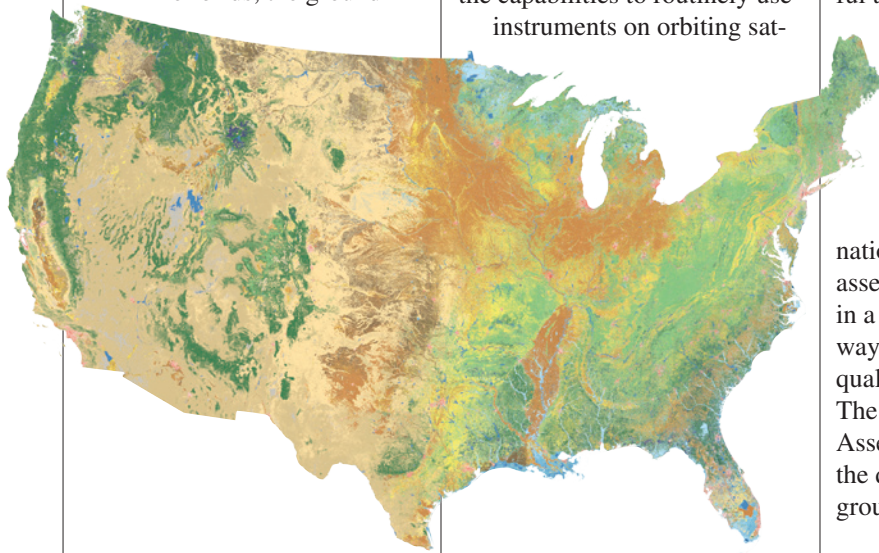 the capabilities to routinely use
instruments on orbiting sat-
natio
asse
in a
way
qual
The
Asse
the
grou